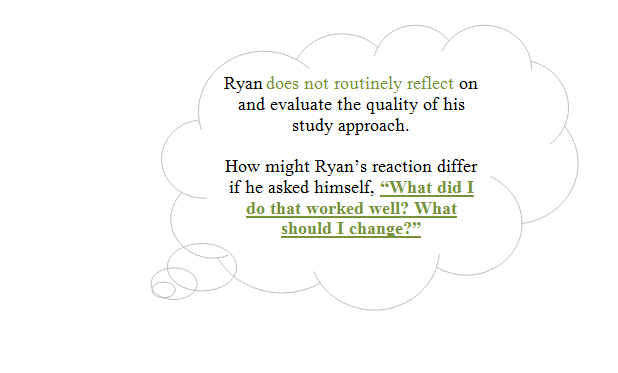 Ryan does not routinely reflect on
and evaluate the quality of his
study approach.
How might Ryan’s reaction differ
if he asked himself, “What did I
do that worked well? What
should I change?”